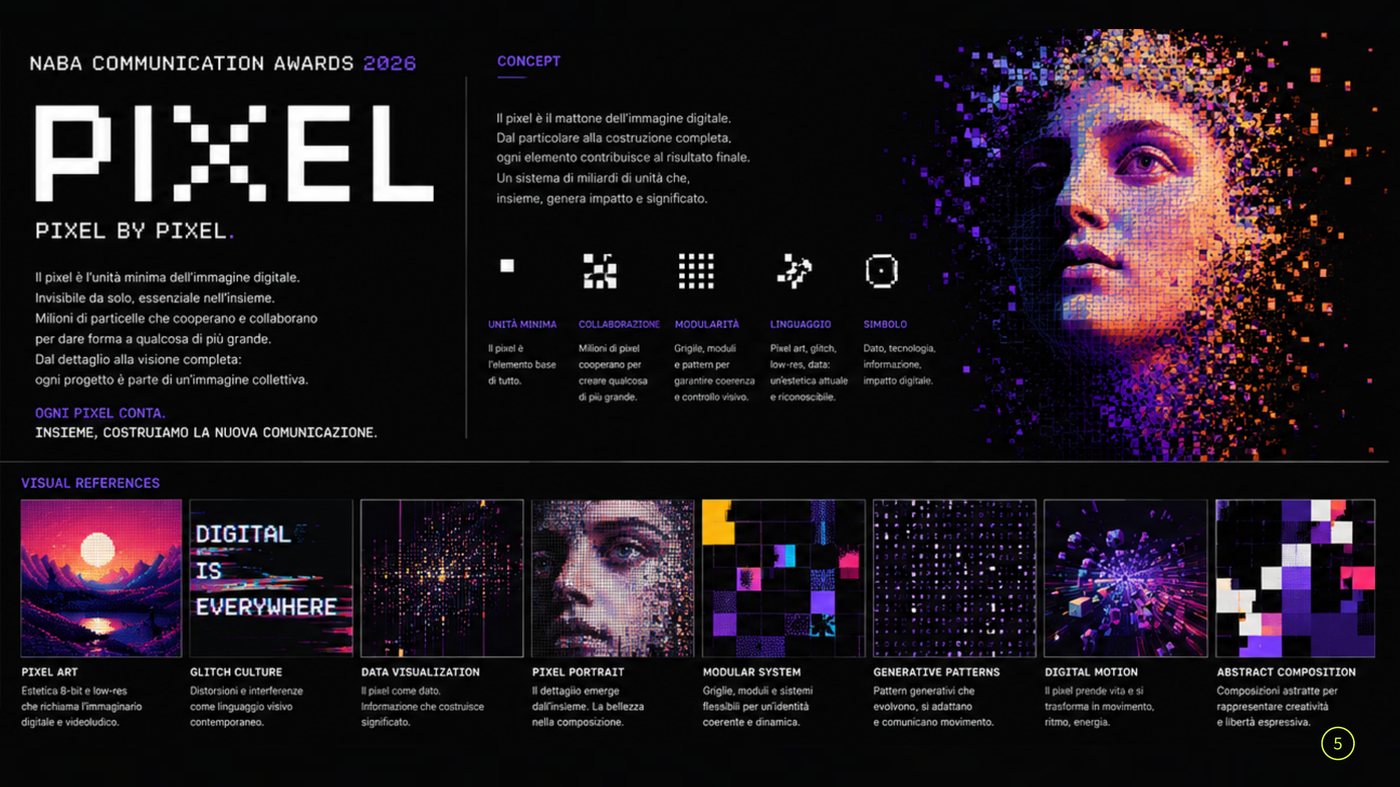 NABA COMMUNICATION AWARDS 2026
PIXEL
PIXEL BY PIXEL.
Il pixel è l'unità minima dell'immagine digitale.
Invisibile da solo, essenziale nell'insieme.
Milioni di particelle che cooperano e collaborano
per dare forma a qualcosa di più grande.
Dal dettaglio alla visione completa:
ogni progetto è parte di un'immagine collettiva.
OGNI PIXEL CONTA.
INSIEME, COSTRUIAMO LA NUOVA COMUNICAZIONE.
CONCEPT
Il pixel è il mattone dell'immagine digitale.
Dal particolare alla costruzione completa,
ogni elemento contribuisce al risultato finale.
Un sistema di miliardi di unità che,
insieme, genera impatto e significato.
UNITÀ MINIMA
Il pixel è
l'elemento base
di tutto.
COLLABORAZIONE
Milioni di pixel
cooperano per
creare qualcosa
di più grande.
MODULARITÀ
Griglie, moduli
e pattern per
garantire coerenza
e controllo visivo.
LINGUAGGIO
Pixel art, glitch,
low-res, data:
un'estetica attuale
e riconoscibile.
SIMBOLO
Dato, tecnologia,
informazione,
impatto digitale.
VISUAL REFERENCES
DIGITAL
IS
EVERYWHERE
PIXEL ART
Estetica 8-bit e low-res
che richiama l'immaginario
digitale e videoludico.
GLITCH CULTURE
Distorsioni e interferenze
come linguaggio visivo
contemporaneo.
DATA VISUALIZATION
Il pixel come dato.
Informazione che costruisce
significato.
PIXEL PORTRAIT
Il dettaglio emerge
dall'insieme. La bellezza
nella composizione.
MODULAR SYSTEM
Griglie, moduli e sistemi
flessibili per un'identità
coerente e dinamica.
GENERATIVE PATTERNS
Pattern generativi che
evolvono, si adattano
e comunicano movimento.
DIGITAL MOTION
Il pixel prende vita e si
trasforma in movimento,
ritmo, energia.
ABSTRACT COMPOSITION
Composizioni astratte per
rappresentare creatività
e libertà espressiva.
5